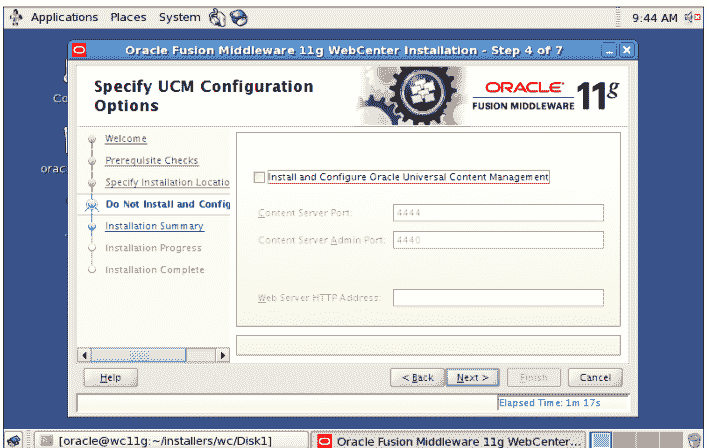 Applications Places System
9:44 AM
Oracle Fusion Middleware 11g WebCenter Installation - Step 4 of 7
Specify UCM Configuration
Options
ORACLE
FUSION MIDDLEWARE 11g
Co
orac
Welcome
Prerequisite Checks
Specify Installation Locatio
Do Not Install and Config
Installation Summary
Installation Progress
Installation Complete
Install and Configure Oracle Universal Content Management
Content Server Port: 4444
Content Server Admin Port: 4440
Web Server HTTP Address:
Help
< Back Next > Finish Cancel
Elapsed Time: 1m 17s
[oracle@wc11g:~/installers/wc/Disk1]
Oracle Fusion Middleware 11g WebCenter...